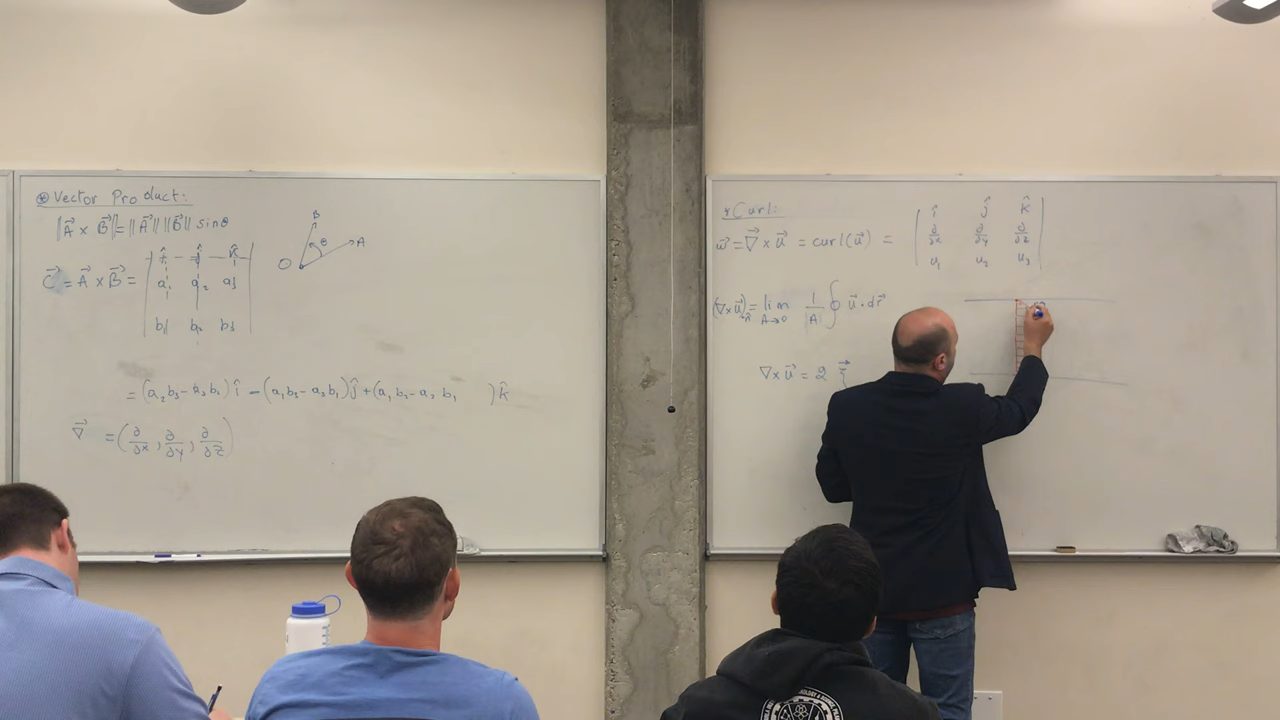 ⊛ Vector Product:
‖A⃗ × B⃗‖ = ‖A⃗‖ ‖B⃗‖ sinθ
B
θ
A
O
C⃗ = A⃗ × B⃗ = | î ĵ k̂
a₁ a₂ a₃
b₁ b₂ b₃ |
= (a₂b₃ - a₃b₂) î - (a₁b₃ - a₃b₁) ĵ + (a₁b₂ - a₂b₁ ) k̂
∇⃗ = (∂/∂x, ∂/∂y, ∂/∂z)
*Curl:
ω⃗ = ∇⃗ × u⃗ = curl(u⃗) = | î ĵ k̂
∂/∂x ∂/∂y ∂/∂z
u₁ u₂ u₃ |
(∇×u⃗)·n̂ = lim A→0 1/|A| ∮ u⃗ · dr⃗
∇×u⃗ = 2